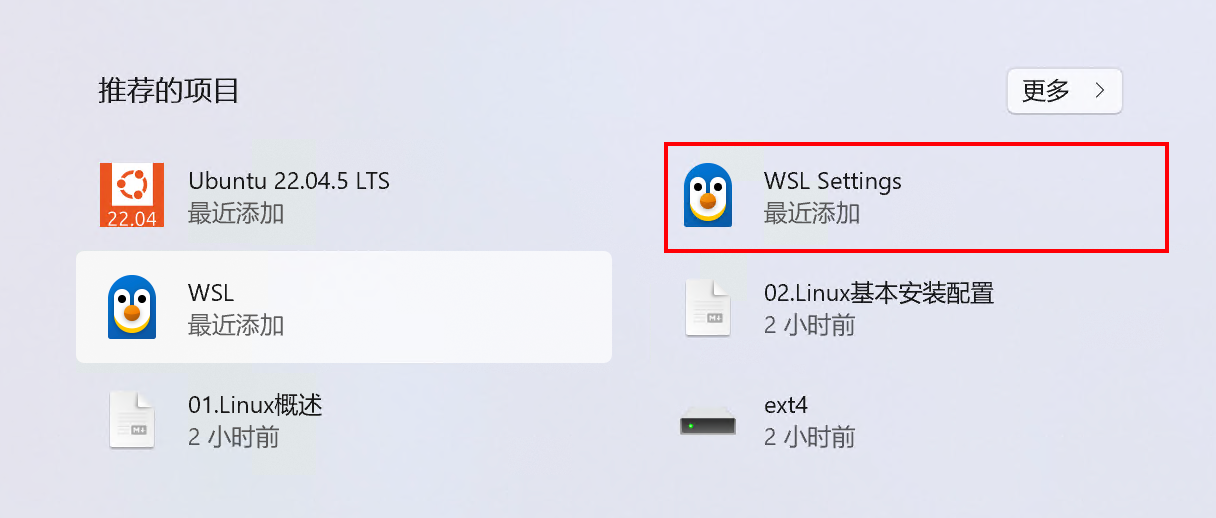 推荐的项目
更多
Ubuntu 22.04.5 LTS
最近添加
22.04
WSL Settings
最近添加
WSL
最近添加
02.Linux基本安装配置
2 小时前
M↓
01.Linux概述
2 小时前
M↓
ext4
2 小时前